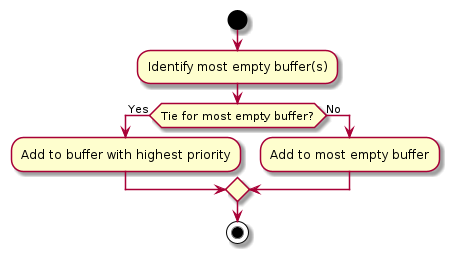 Identify most empty buffer(s)
Yes
Tie for most empty buffer?
No
Add to buffer with highest priority
Add to most empty buffer